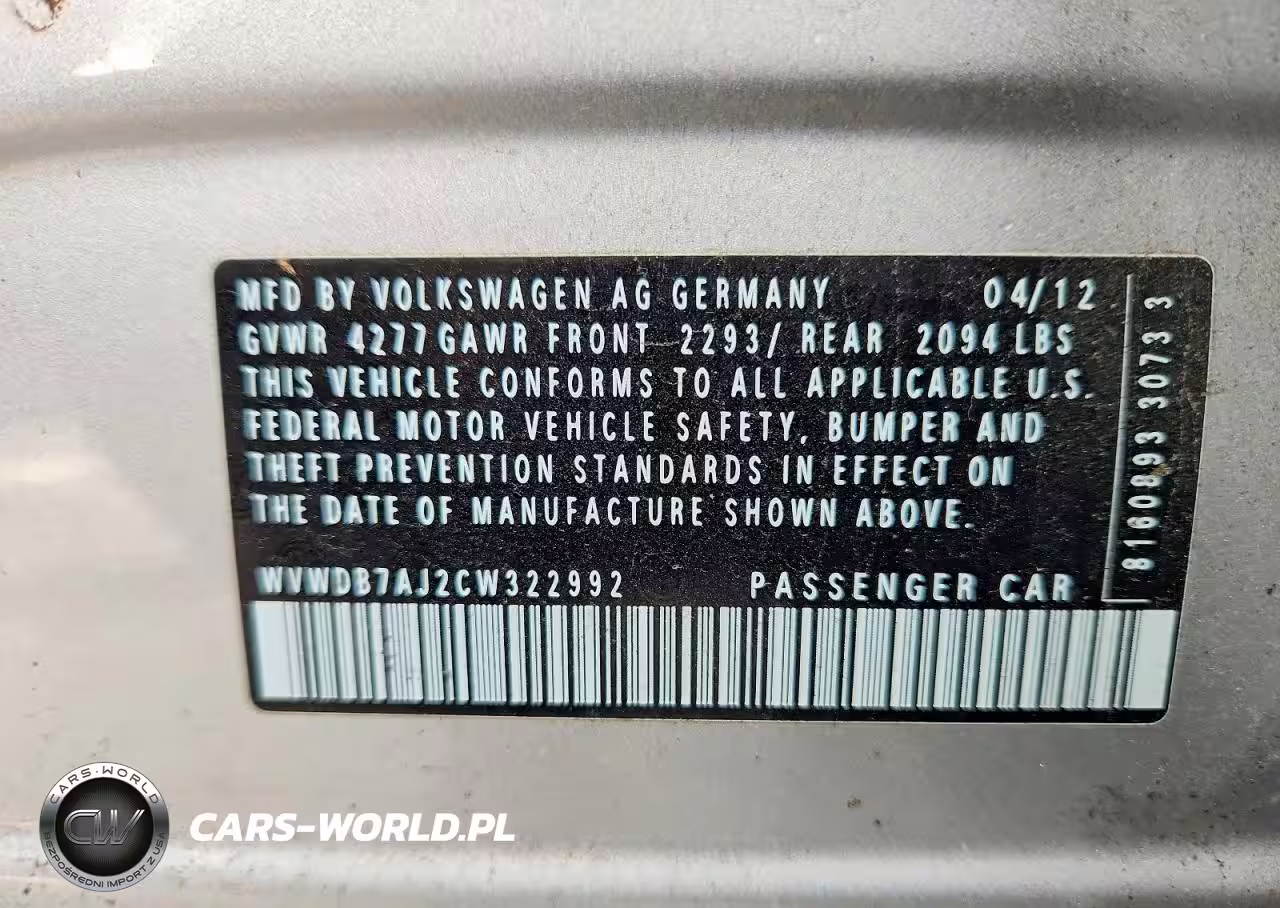 MFD BY VOLKSWAGEN AG GERMANY 04/12
GVWR 4277 GAWR FRONT 2293/ REAR 2094 LBS
THIS VEHICLE CONFORMS TO ALL APPLICABLE U.S.
FEDERAL MOTOR VEHICLE SAFETY, BUMPER AND
THEFT PREVENTION STANDARDS IN EFFECT ON
THE DATE OF MANUFACTURE SHOWN ABOVE.
WVWDB7AJ2CW322992 PASSENGER CAR
8160893 3073 3
CARS-WORLD
CW
BEZPOŚREDNI IMPORT Z USA
CARS-WORLD.PL